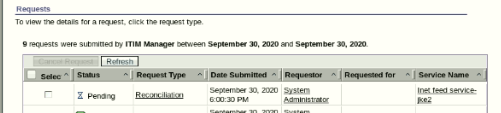 Requests
To view the details for a request, click the request type.
9 requests were submitted by ITIM Manager between September 30, 2020 and September 30, 2020.
Cancel Request Refresh
Selec ^ Status ^ Request Type ^ Date Submitted ^ Requestor ^ Requested for ^ Service Name ^
Pending Reconciliation September 30, 2020 6:00:30 PM System Administrator Inet feed service-jke2
September 30, 2020 System